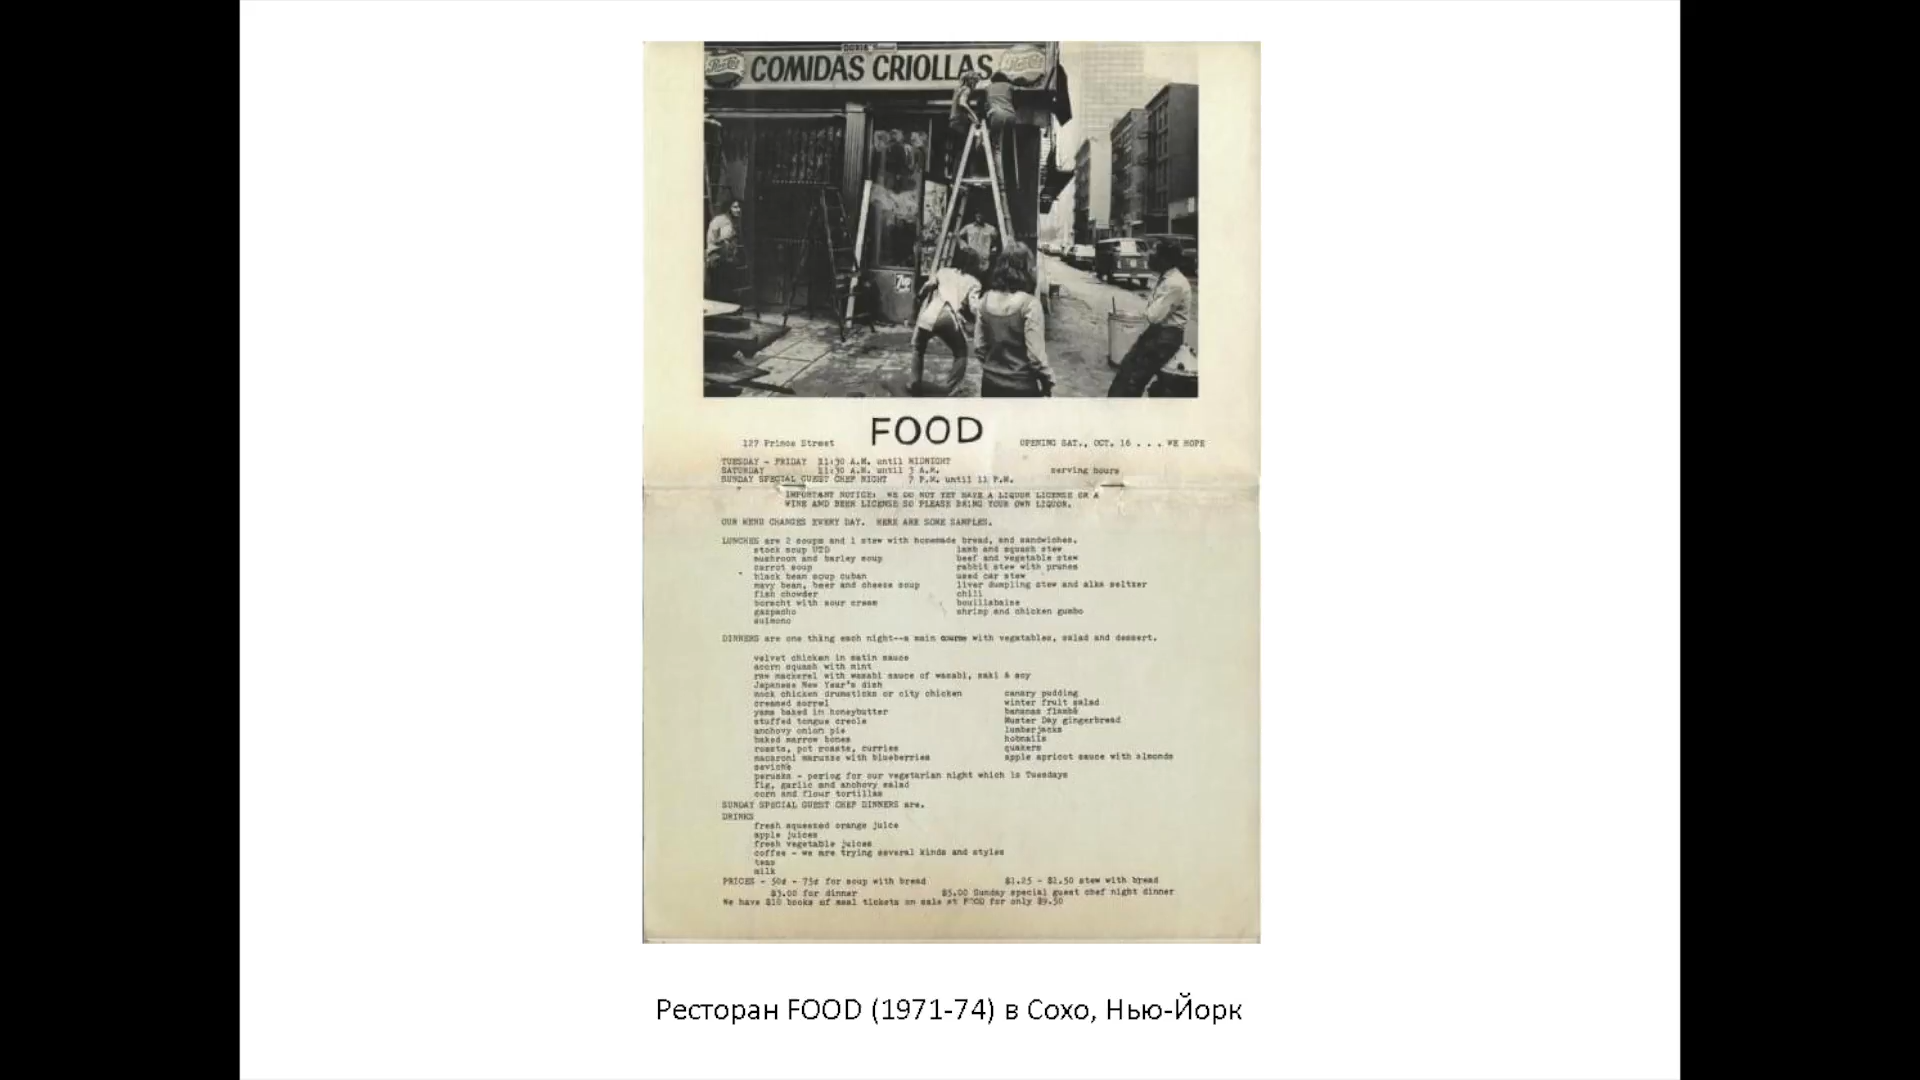 COMIDAS CRIOLLAS
FOOD
127 Prince Street
OPENING SAT., OCT. 16 . . . WE HOPE
TUESDAY - FRIDAY 11:30 A.M. until MIDNIGHT
SATURDAY 11:30 A.M. until 3 A.M. serving hours
SUNDAY SPECIAL GUEST CHEF NIGHT 7 P.M. until 11 P.M.
IMPORTANT NOTICE: WE DO NOT YET HAVE A LIQUOR LICENSE OR A
WINE AND BEER LICENSE SO PLEASE BRING YOUR OWN LIQUOR.
OUR MENU CHANGES EVERY DAY. HERE ARE SOME SAMPLES.
LUNCHES are 2 soups and 1 stew with homemade bread, and sandwiches.
stock soup UTD
mushroom and barley soup
carrot soup
black bean soup cuban
navy bean, beer and cheese soup
fish chowder
borscht with sour cream
gazpacho
suimono
lamb and squash stew
beef and vegetable stew
rabbit stew with prunes
used car stew
liver dumpling stew and alka seltzer
chili
bouillabaise
shrimp and chicken gumbo
DINNERS are one thing each night--a main course with vegetables, salad and dessert.
velvet chicken in satin sauce
acorn squash with mint
raw mackerel with wasabi sauce of wasabi, saki & soy
Japanese New Year's dish
mock chicken drumsticks or city chicken
creamed sorrel
yams baked in honeybutter
stuffed tongue creole
anchovy onion pie
baked marrow bones
roasts, pot roasts, curries
macaroni with blueberries
seviche
canary pudding
winter fruit salad
bananas flambé
Muster Day gingerbread
lumberjacks
hobnails
quakers
apple apricot sauce with almonds
for our vegetarian night which is Tuesdays
fig, garlic and anchovy salad
corn and flour tortillas
SUNDAY SPECIAL GUEST CHEF DINNERS are.
DRINKS
fresh squeezed orange juice
apple juices
fresh vegetable juices
coffee - we are trying several kinds and styles
teas
milk
PRICES - 50¢ - 75¢ for soup with bread $1.25 - $1.50 stew with bread
$3.00 for dinner $5.00 Sunday special guest chef night dinner
We have $10 books of meal tickets on sale at FOOD for only $9.50
Ресторан FOOD (1971-74) в Сохо, Нью-Йорк